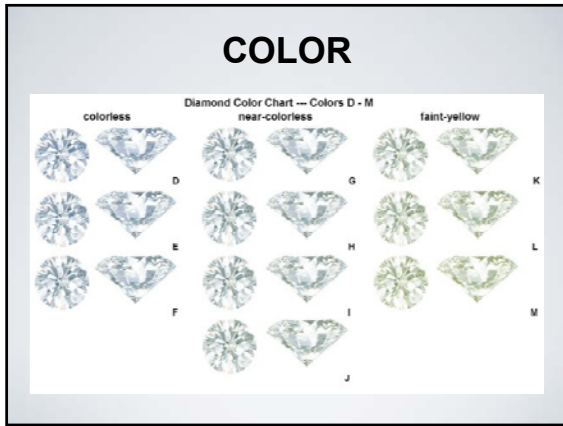 COLOR
Diamond Color Chart --- Colors D - M
colorless near-colorless faint-yellow
D G K
E H L
F I M
J